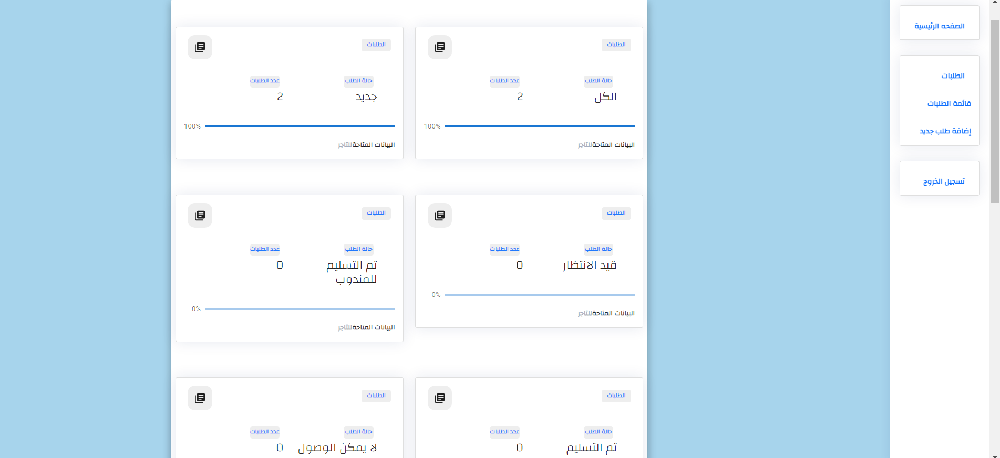 الصفحه الرئيسية
الطلبات
قائمة الطلبات
إضافة طلب جديد
تسجيل الخروج
الطلبات
حالة الطلب
عدد الطلبات
الكل
2
100%
البيانات المتاحةللتاجر
الطلبات
حالة الطلب
عدد الطلبات
جديد
2
100%
البيانات المتاحةللتاجر
الطلبات
حالة الطلب
عدد الطلبات
قيد الانتظار
0
0%
البيانات المتاحةللتاجر
الطلبات
حالة الطلب
عدد الطلبات
تم التسليم
للمندوب
0
0%
البيانات المتاحةللتاجر
الطلبات
حالة الطلب
عدد الطلبات
تم التسليم
0
الطلبات
حالة الطلب
عدد الطلبات
لا يمكن الوصول
0